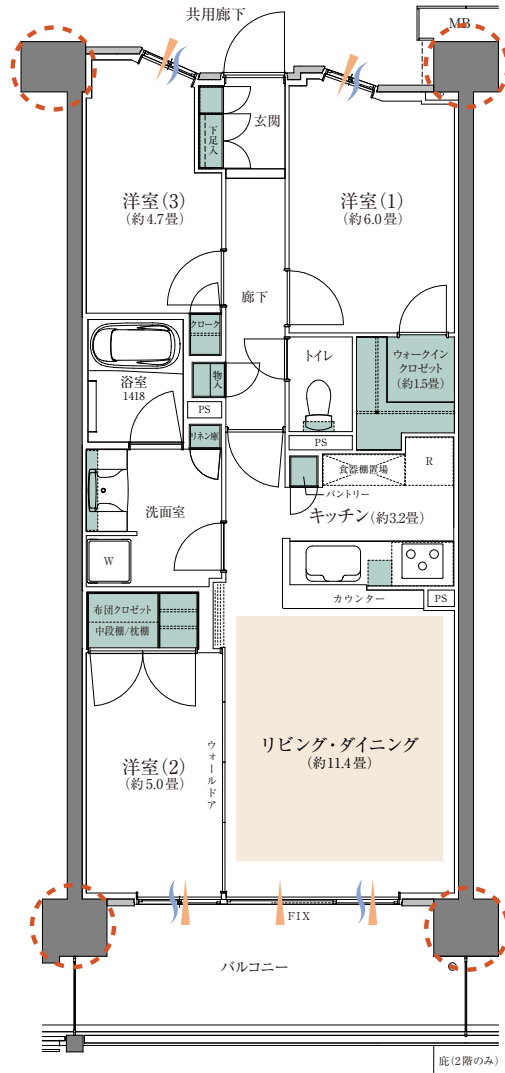 共用廊下
MB
玄関
下足入
洋室(3)
(約4.7畳)
洋室(1)
(約6.0畳)
廊下
クローク
トイレ
ウォークイン
クロゼット
(約1.5畳)
浴室
1418
物入
PS
リネン庫
PS
食器棚置場
R
パントリー
キッチン(約3.2畳)
洗面室
W
カウンター
PS
布団クロゼット
中段棚/枕棚
リビング・ダイニング
(約11.4畳)
洋室(2)
(約5.0畳)
ウォールドア
FIX
バルコニー
庇(2階のみ)